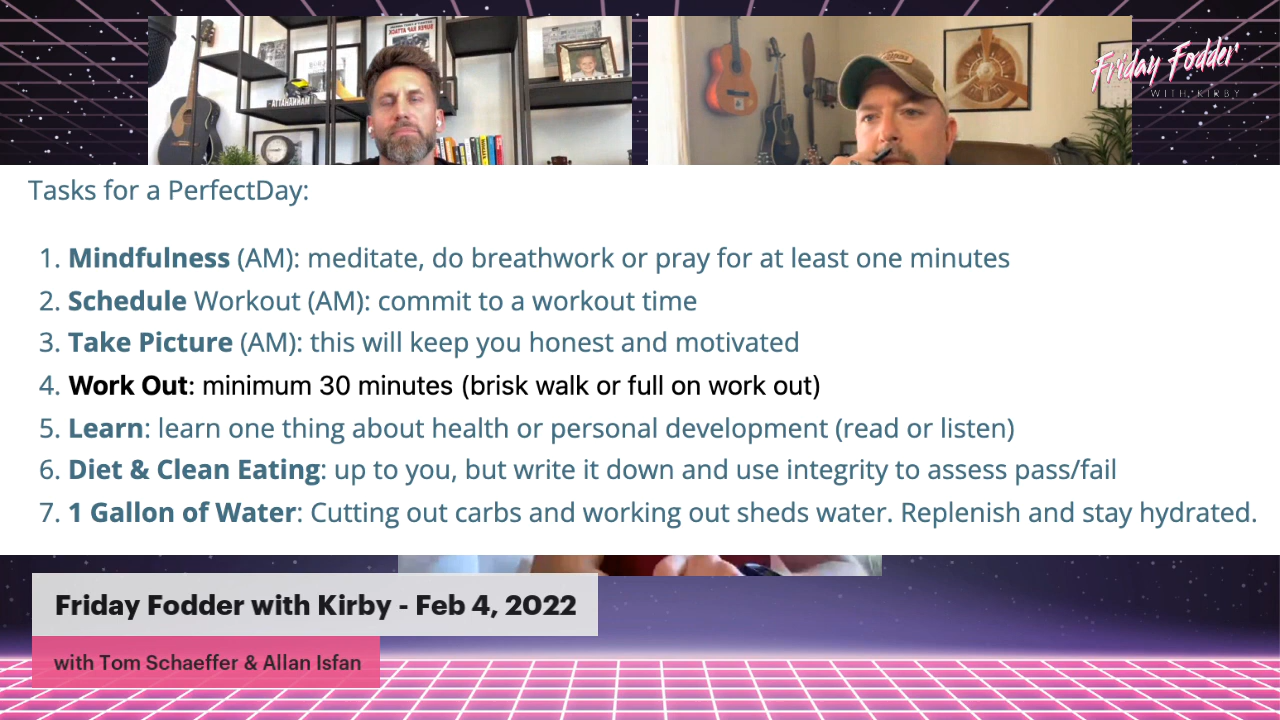 Friday Fodder
WITH KIRBY
Tasks for a PerfectDay:
1. Mindfulness (AM): meditate, do breathwork or pray for at least one minutes
2. Schedule Workout (AM): commit to a workout time
3. Take Picture (AM): this will keep you honest and motivated
4. Work Out: minimum 30 minutes (brisk walk or full on work out)
5. Learn: learn one thing about health or personal development (read or listen)
6. Diet & Clean Eating: up to you, but write it down and use integrity to assess pass/fail
7. 1 Gallon of Water: Cutting out carbs and working out sheds water. Replenish and stay hydrated.
Friday Fodder with Kirby - Feb 4, 2022
with Tom Schaeffer & Allan Isfan